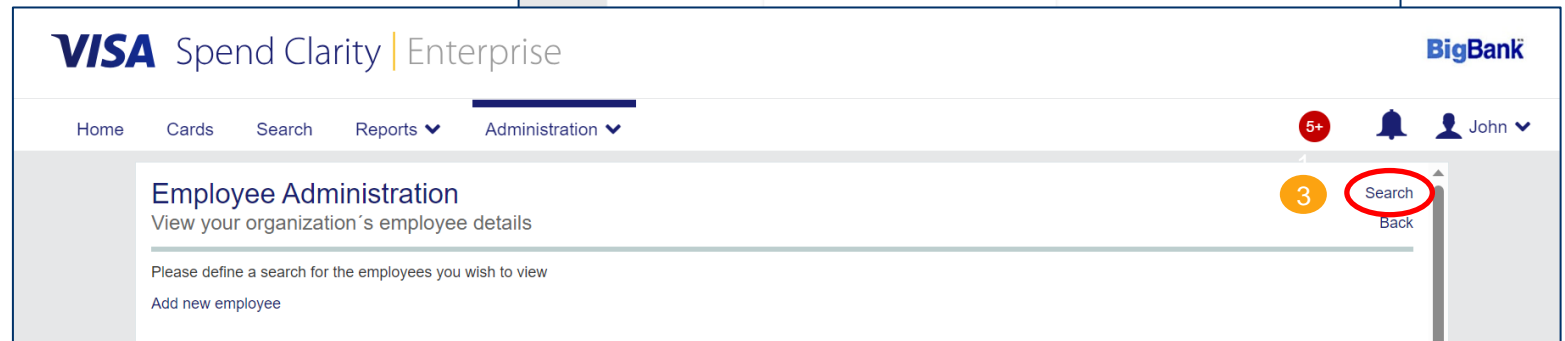 VISA Spend Clarity | Enterprise
BigBank
Home Cards Search Reports Administration 5+ John
1
Employee Administration 3 Search
View your organization´s employee details Back
Please define a search for the employees you wish to view
Add new employee